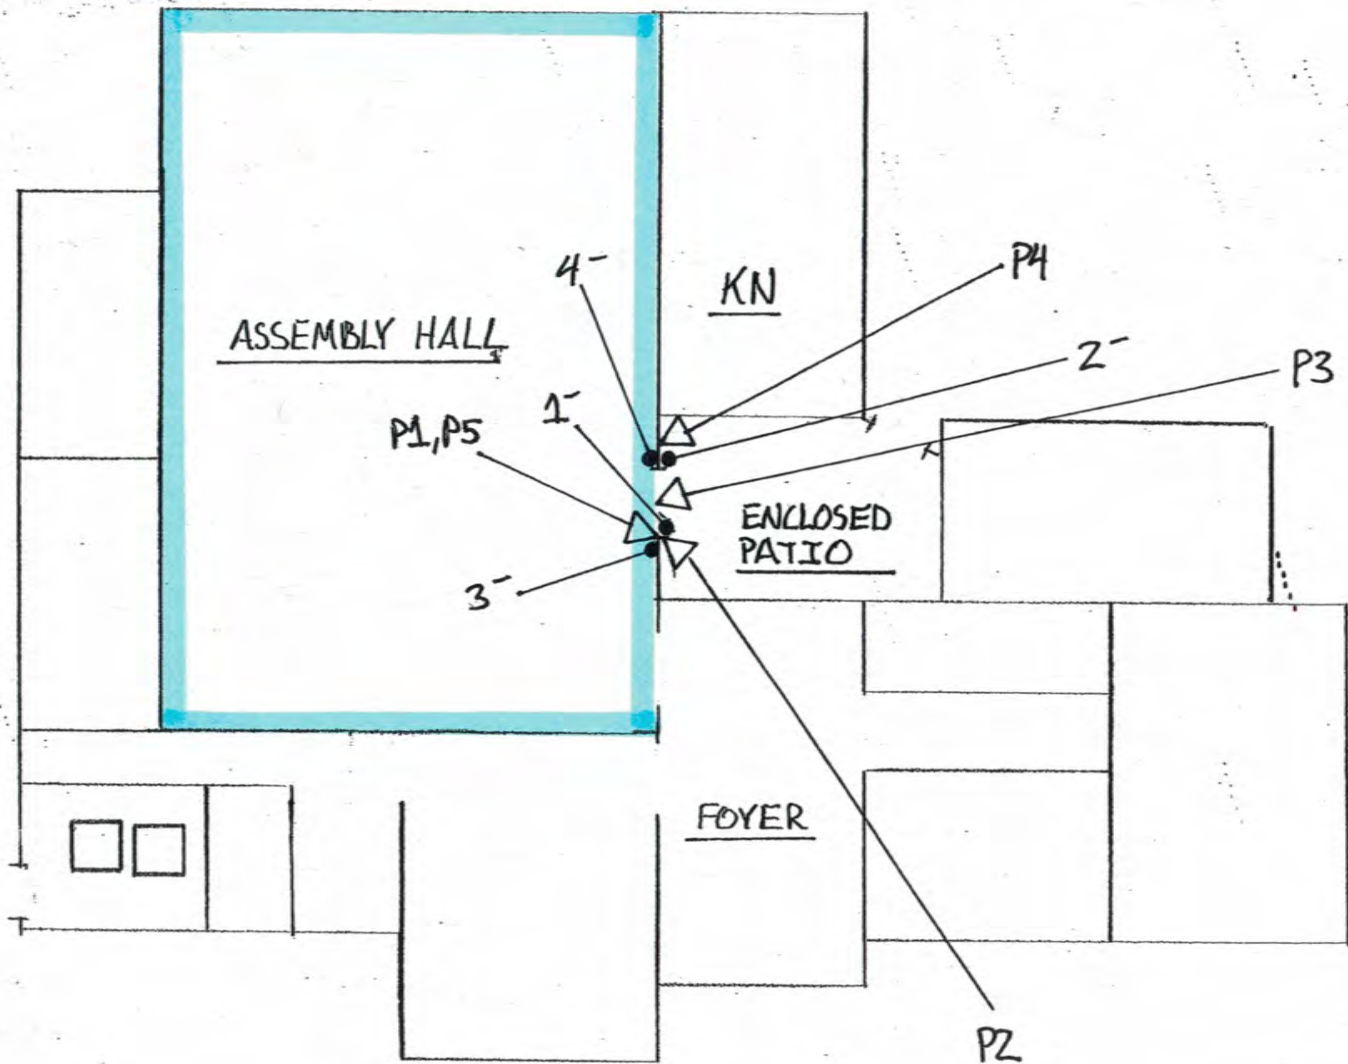 P4
4-
KN
ASSEMBLY HALL
2-
P3
1-
P1, P5
ENCLOSED
PATIO
3-
FOYER
P2